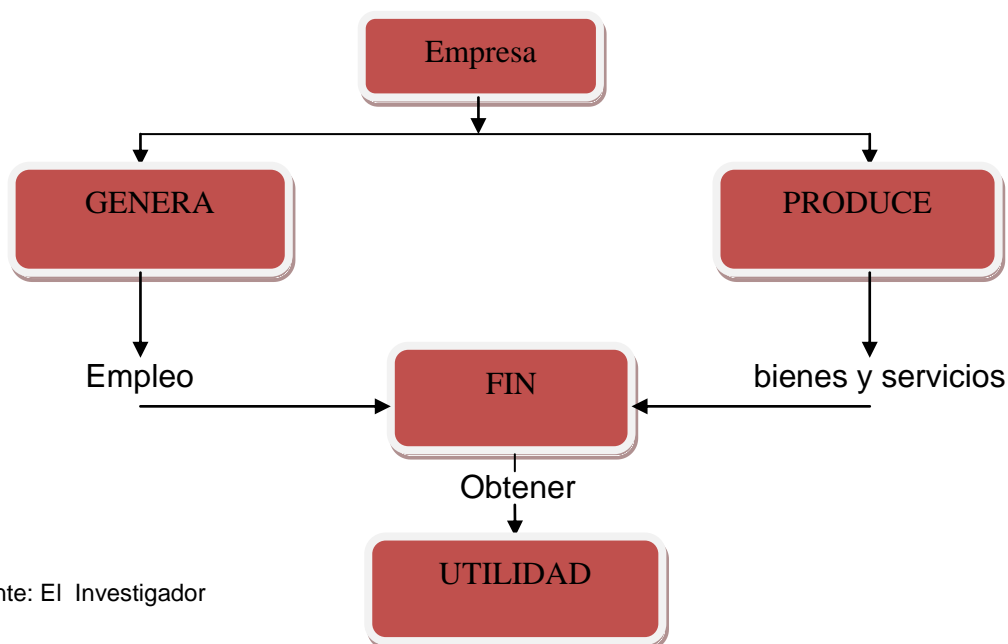 Empresa
GENERA
PRODUCE
Empleo
FIN
bienes y servicios
Obtener
UTILIDAD
nte: El Investigador